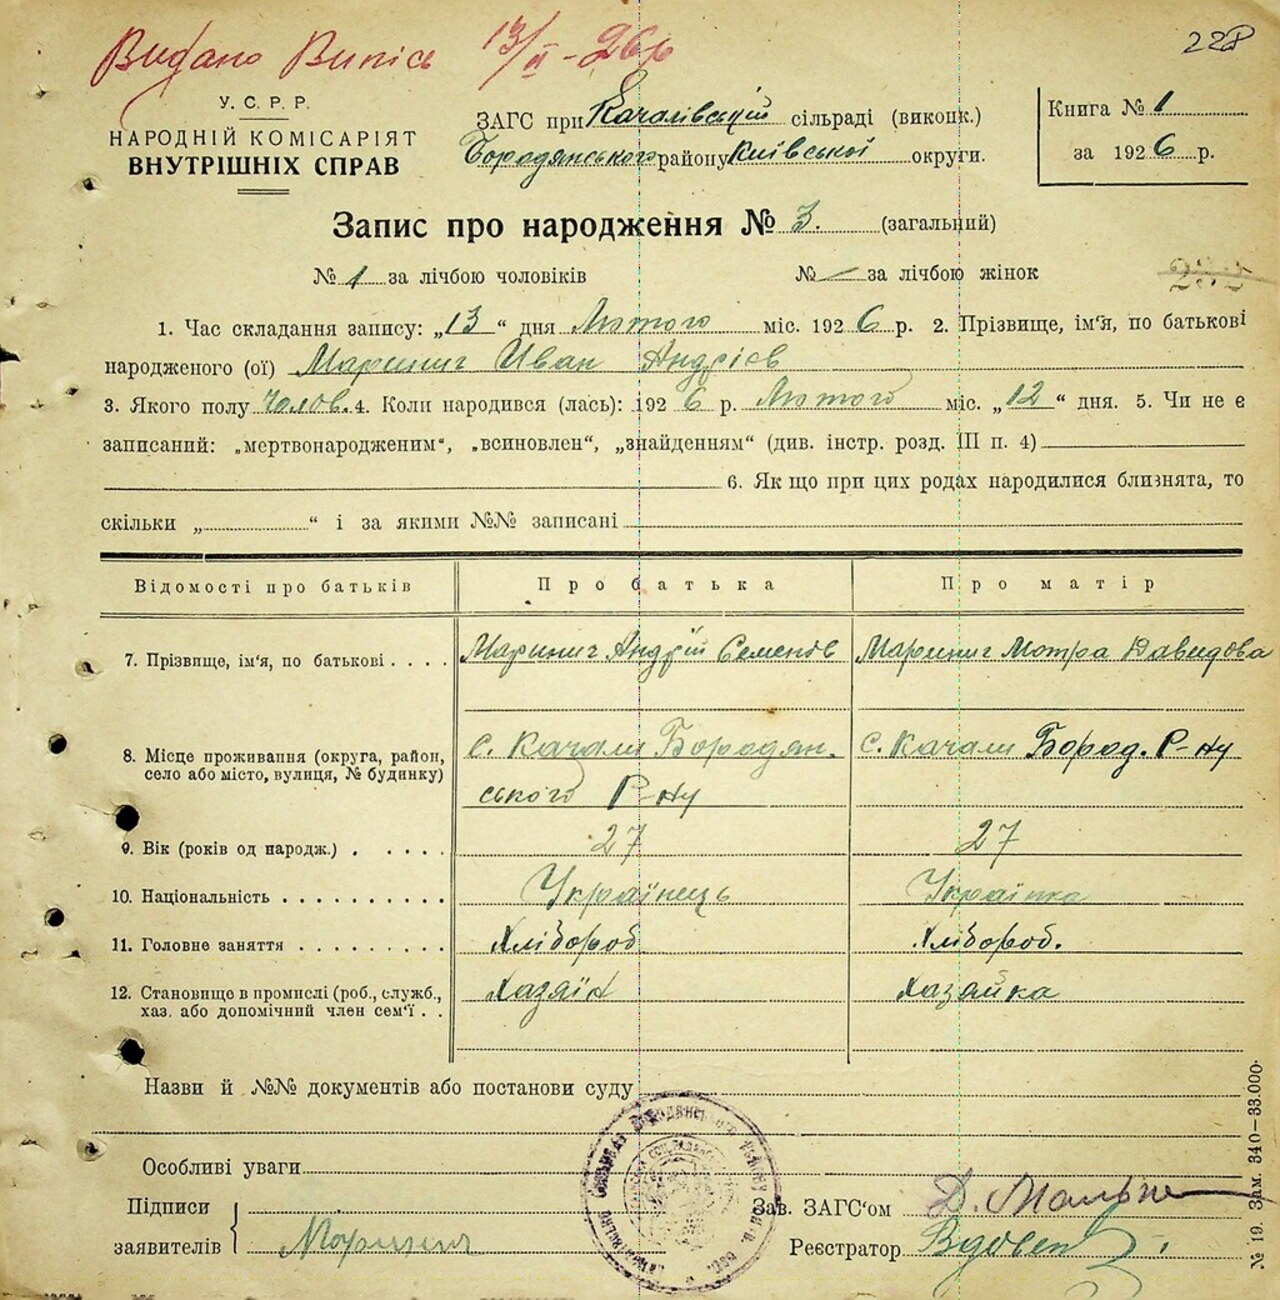 Видано Випись 13/II-26р
228
У. С. Р. Р.
НАРОДНІЙ КОМІСАРІЯТ
ВНУТРІШНІХ СПРАВ
ЗАГС при Качалівській сільраді (виконк.)
Бородянського району Київської округи.
Книга № 1
за 1926 р.
Запис про народження № 3. (загальний)
№ 1 за лічбою чоловіків № — за лічбою жінок
1. Час складання запису: „13“ дня Лютого міс. 1926 р. 2. Прізвище, ім'я, по батькові
народженого (ої) Маринич Иван Андрієв
3. Якого полу Чолов. 4. Коли народився (лась): 1926 р. Лютого міс. „12“ дня. 5. Чи не є
записаний: „мертвонародженим“, „всиновлен“, „знайденням“ (див. інстр. розд. III п. 4)
6. Як що при цих родах народилися близнята, то
скільки „ “ і за якими №№ записані
Відомості про батьків Про батька Про матір
7. Прізвище, ім'я, по батькові . . . . Маринич Андрій Семенів Маринич Мотра Давидова
8. Місце проживання (округа, район, село або місто, вулиця, № будинку) с. Качали Бородян- с. Качали Бород. Р-ну
ського Р-ну
9. Вік (років од народж.) . . . . . 27 27
10. Національність . . . . . . . . . . Українець Українка
11. Головне заняття . . . . . . . . . Хлібороб Хлібороб.
12. Становище в промислі (роб., служб., хаз. або допомічний член сем'ї . . Хазяїн Хазяйка
Назви й №№ документів або постанови суду
Особливі уваги
Підписи
заявителів Маринич
Зав. ЗАГС'ом Д.
Реєстратор
№ 19. Зам. 340—33.000.